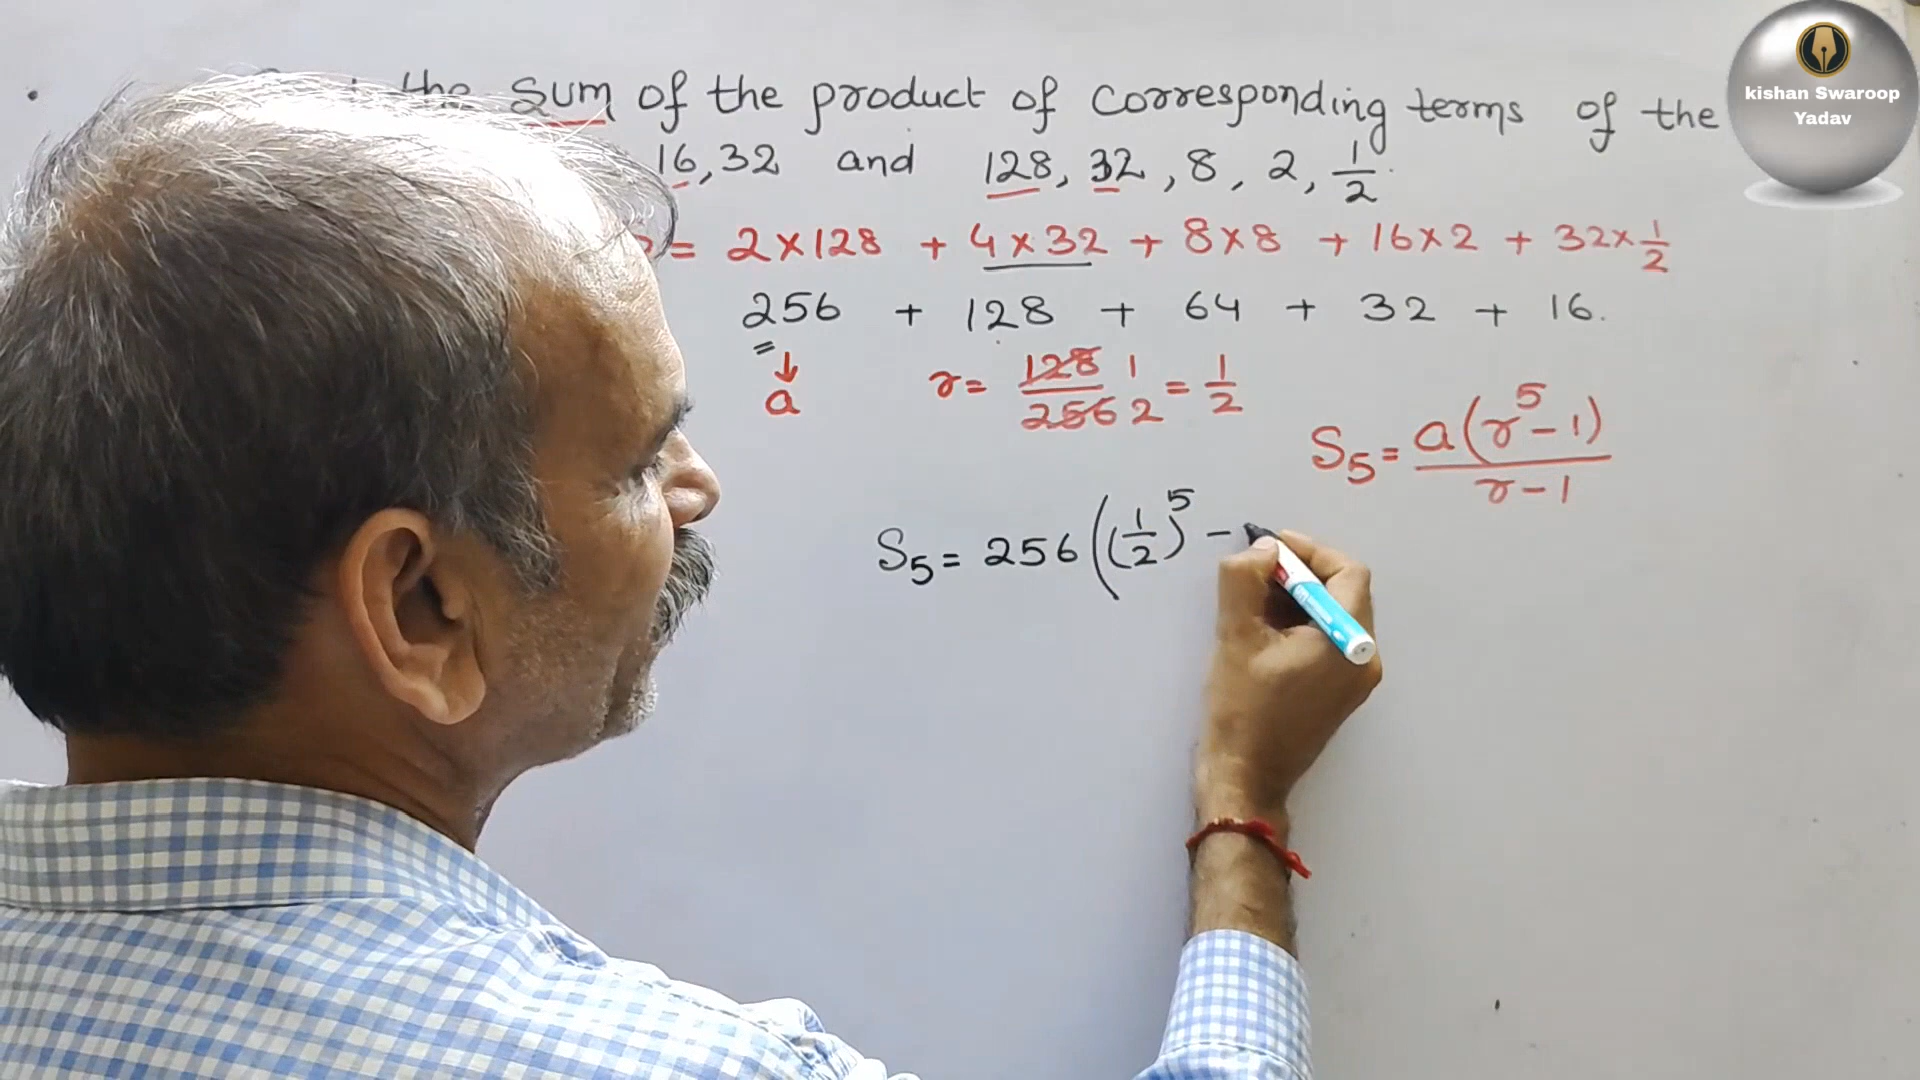 the sum of the product of corresponding terms of the
16, 32 and 128, 32, 8, 2, 1/2.
= 2×128 + 4×32 + 8×8 + 16×2 + 32×1/2
256 + 128 + 64 + 32 + 16.
a
r = 128/256 1/2 = 1/2
S5 = a(r^5-1)/r-1
S5 = 256((1/2)^5 -
kishan Swaroop
Yadav